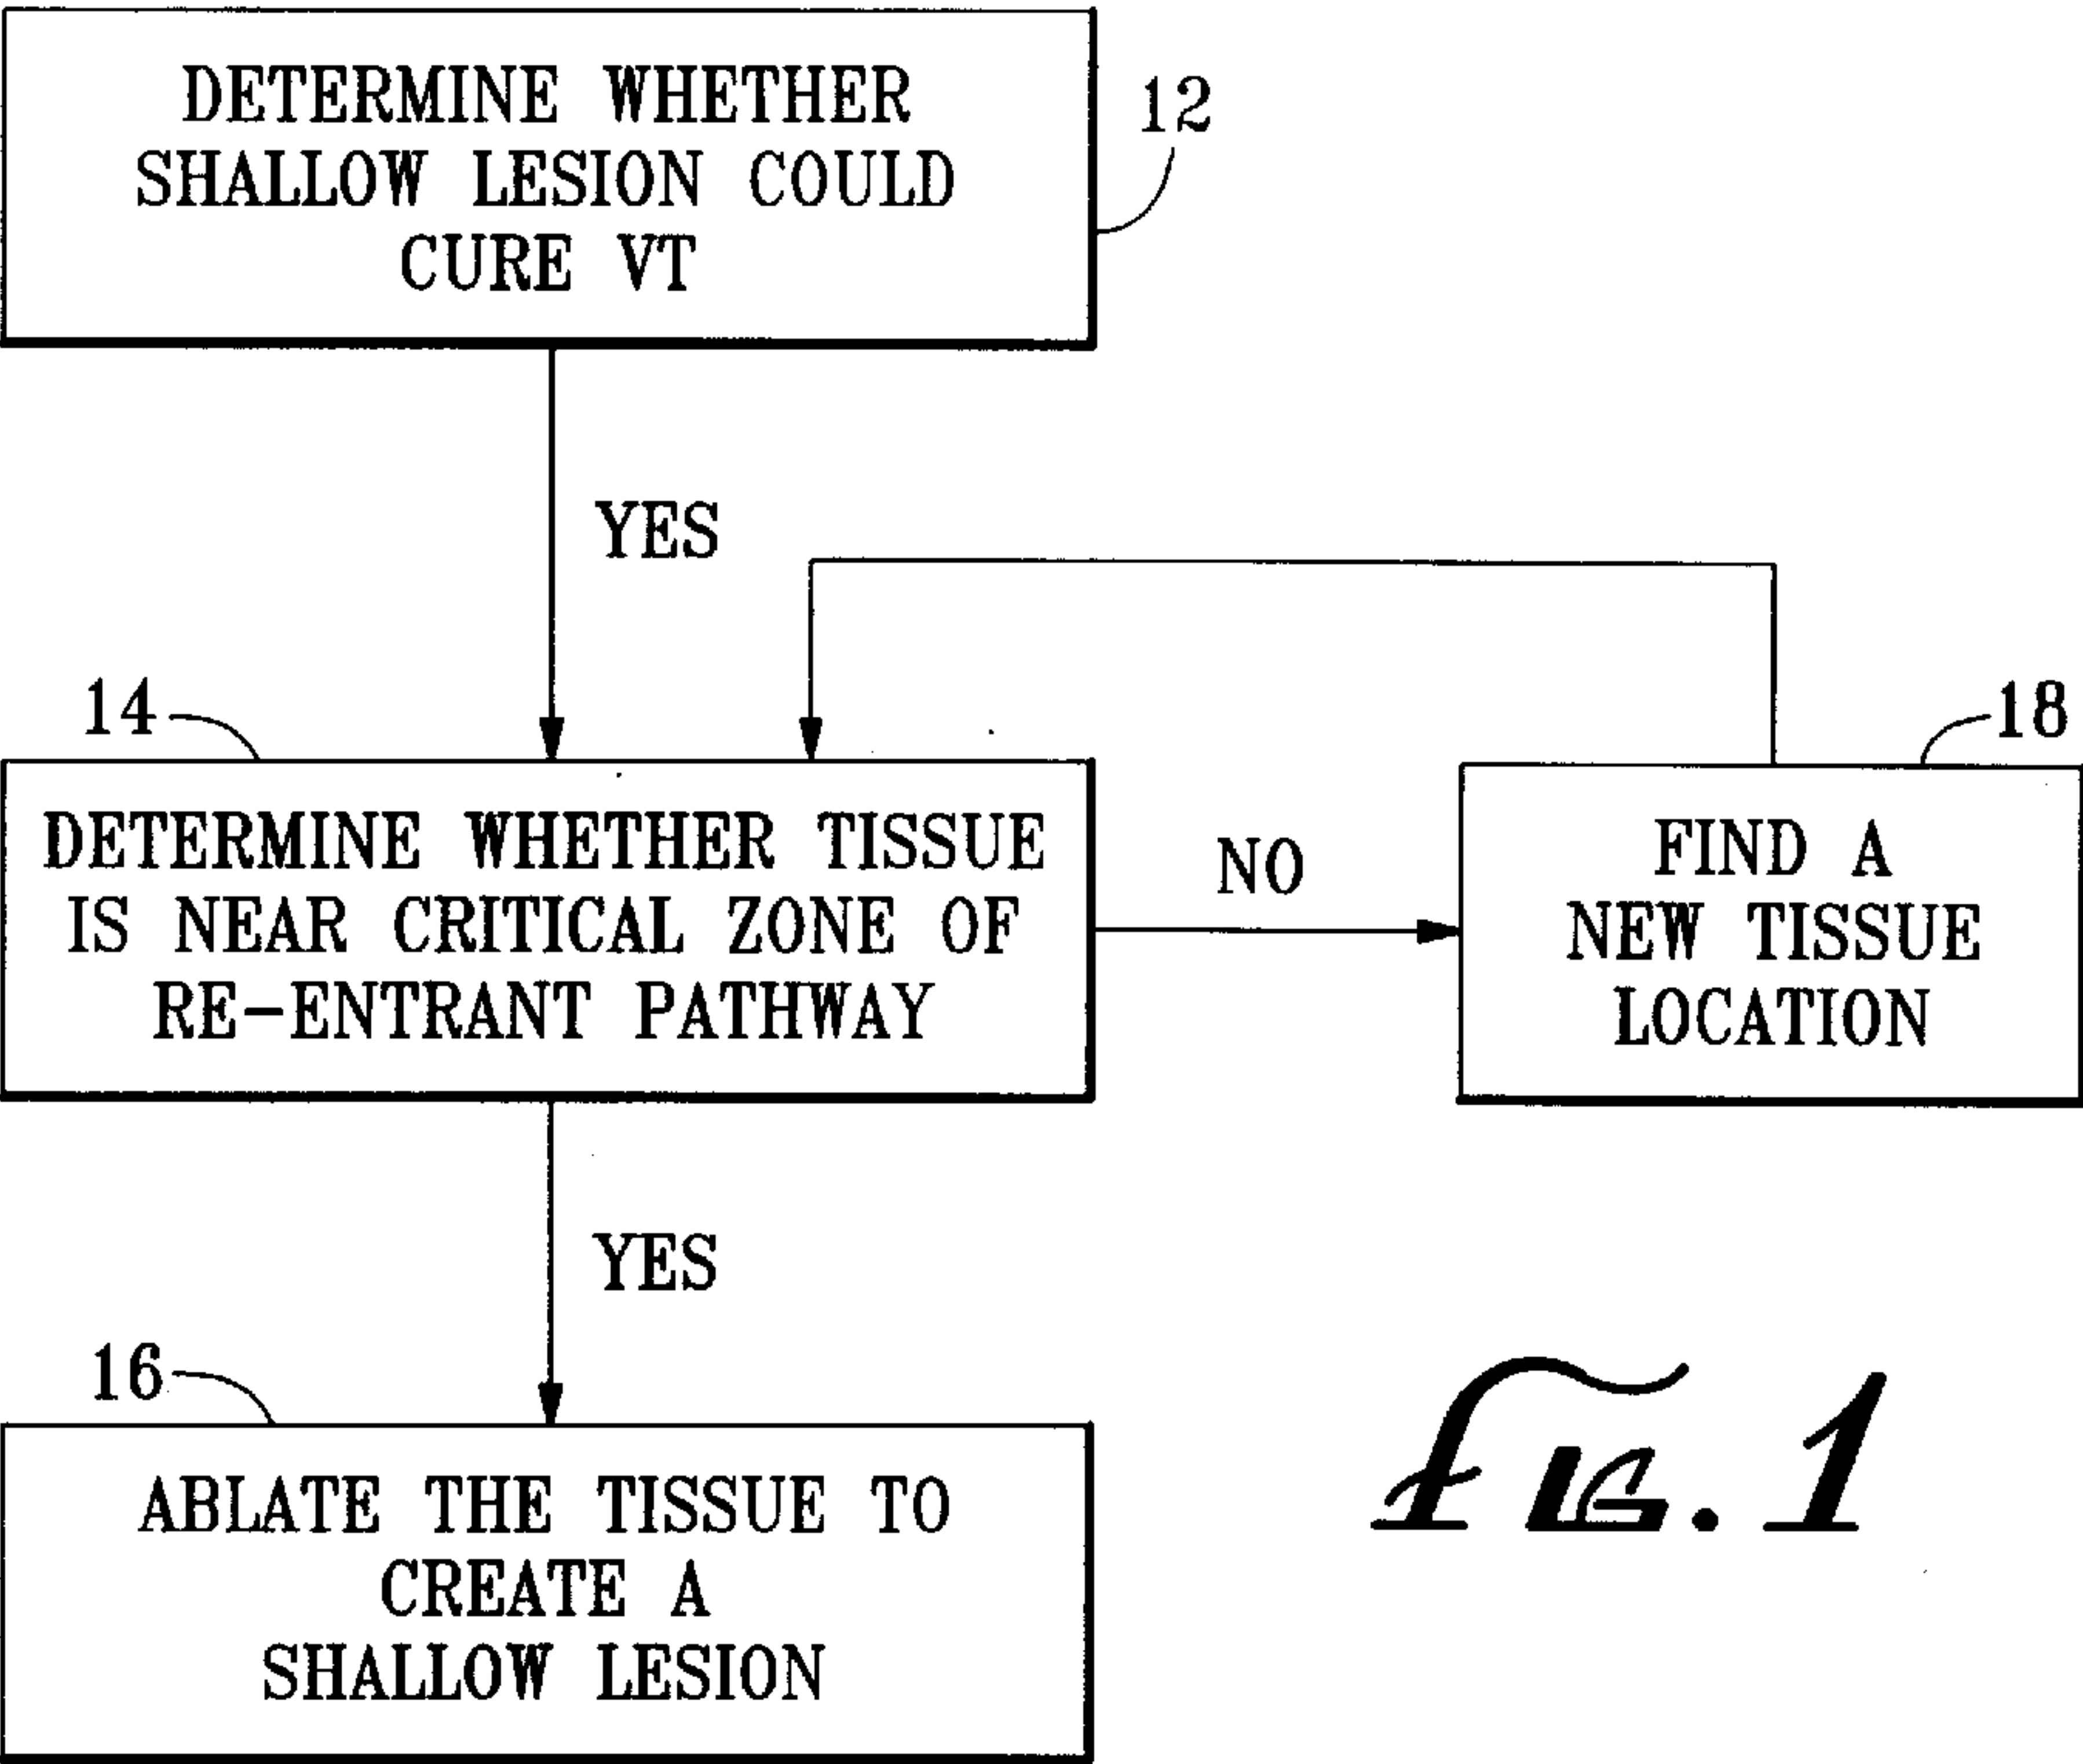 DETERMINE WHETHER
SHALLOW LESION COULD
CURE VT
12
YES
14
DETERMINE WHETHER TISSUE
IS NEAR CRITICAL ZONE OF
RE-ENTRANT PATHWAY
NO
18
FIND A
NEW TISSUE
LOCATION
YES
16
ABLATE THE TISSUE TO
CREATE A
SHALLOW LESION
FIG. 1